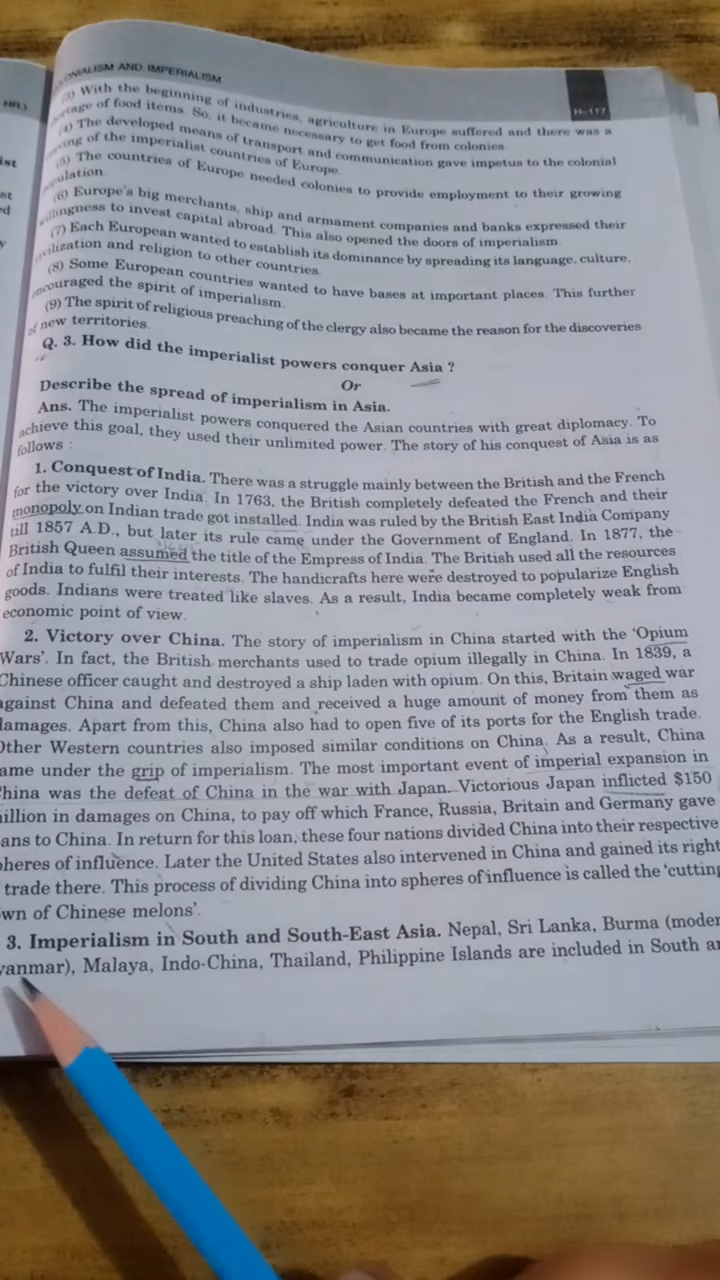 HR)
ONIALISM AND IMPERIALISM
H-117
(3) With the beginning of industries, agriculture in Europe suffered and there was a
of food items. So, it became necessary to get food from colonies.
(4) The developed means of transport and communication gave impetus to the colonial
of the imperialist countries of Europe.
(5) The countries of Europe needed colonies to provide employment to their growing
ulation.
(6) Europe's big merchants, ship and armament companies and banks expressed their
willingness to invest capital abroad. This also opened the doors of imperialism.
(7) Each European wanted to establish its dominance by spreading its language, culture,
civilization and religion to other countries.
(8) Some European countries wanted to have bases at important places. This further
encouraged the spirit of imperialism.
(9) The spirit of religious preaching of the clergy also became the reason for the discoveries
of new territories.
Q. 3. How did the imperialist powers conquer Asia ?
Or
Describe the spread of imperialism in Asia.
Ans. The imperialist powers conquered the Asian countries with great diplomacy. To
achieve this goal, they used their unlimited power. The story of his conquest of Asia is as
follows :
1. Conquest of India. There was a struggle mainly between the British and the French
for the victory over India. In 1763, the British completely defeated the French and their
monopoly on Indian trade got installed. India was ruled by the British East India Company
till 1857 A.D., but later its rule came under the Government of England. In 1877, the
British Queen assumed the title of the Empress of India. The British used all the resources
of India to fulfil their interests. The handicrafts here were destroyed to popularize English
goods. Indians were treated like slaves. As a result, India became completely weak from
economic point of view.
2. Victory over China. The story of imperialism in China started with the 'Opium
Wars'. In fact, the British merchants used to trade opium illegally in China. In 1839, a
Chinese officer caught and destroyed a ship laden with opium. On this, Britain waged war
against China and defeated them and received a huge amount of money from them as
damages. Apart from this, China also had to open five of its ports for the English trade.
Other Western countries also imposed similar conditions on China. As a result, China
ame under the grip of imperialism. The most important event of imperial expansion in
China was the defeat of China in the war with Japan. Victorious Japan inflicted $150
illion in damages on China, to pay off which France, Russia, Britain and Germany gave
ans to China. In return for this loan, these four nations divided China into their respective
pheres of influence. Later the United States also intervened in China and gained its right
trade there. This process of dividing China into spheres of influence is called the 'cutting
wn of Chinese melons'.
3. Imperialism in South and South-East Asia. Nepal, Sri Lanka, Burma (moder
yanmar), Malaya, Indo-China, Thailand, Philippine Islands are included in South a